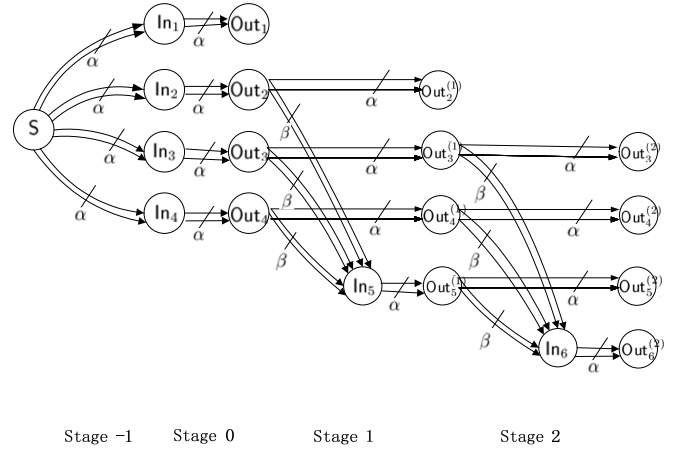 In₁ Out₁
α α
S In₂ Out₂ Out₂⁽¹⁾
α α α
β
In₃ Out₃ Out₃⁽¹⁾ Out₃⁽²⁾
α α α α
β β
In₄ Out₄ Out₄⁽¹⁾ Out₄⁽²⁾
α α α α
β β
In₅ Out₅⁽¹⁾ Out₅⁽²⁾
α α
β
In₆ Out₆⁽²⁾
α
Stage -1 Stage 0 Stage 1 Stage 2